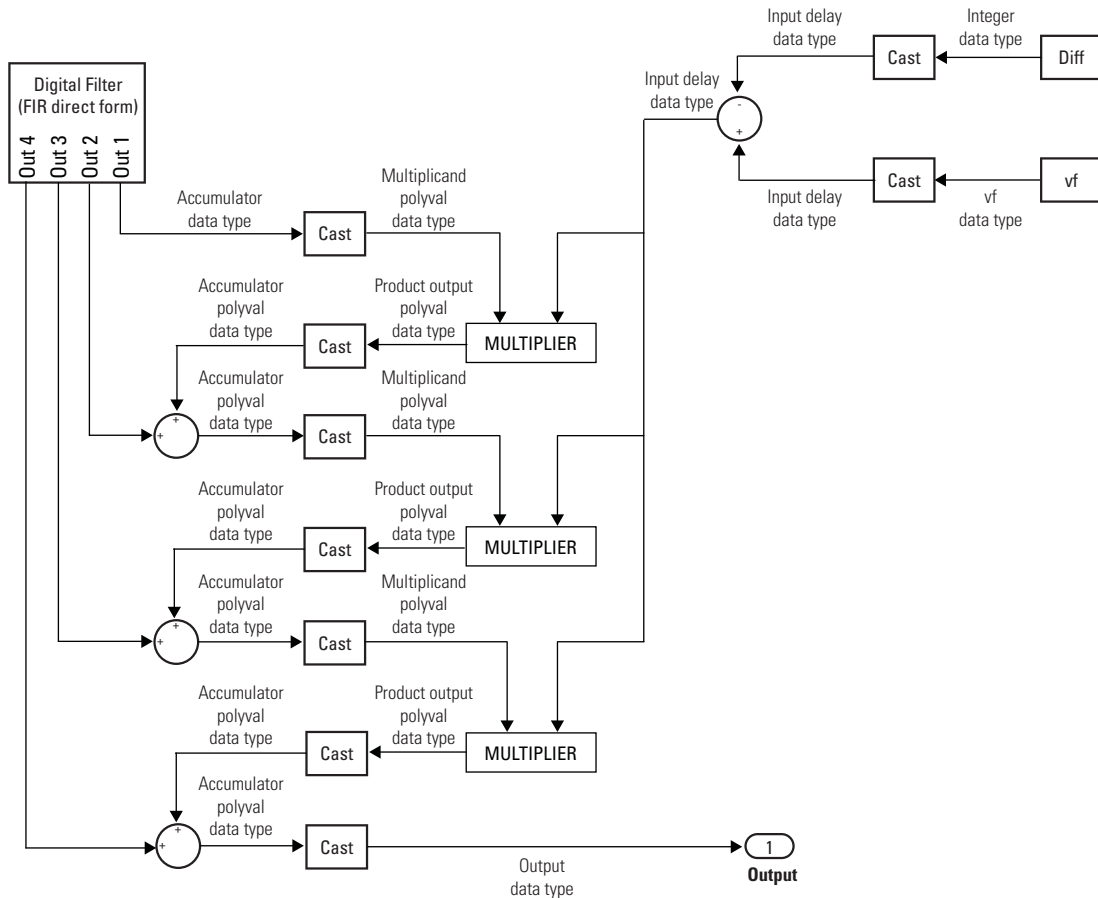 Digital Filter
(FIR direct form)
Out 4
Out 3
Out 2
Out 1
Input delay
data type
Cast
Integer
data type
Diff
Input delay
data type
-
+
Input delay
data type
Cast
vf
data type
vf
Accumulator
data type
Cast
Multiplicand
polyval
data type
Accumulator
polyval
data type
Cast
Product output
polyval
data type
MULTIPLIER
+
+
Accumulator
polyval
data type
Cast
Multiplicand
polyval
data type
Accumulator
polyval
data type
Cast
Product output
polyval
data type
MULTIPLIER
+
+
Accumulator
polyval
data type
Cast
Multiplicand
polyval
data type
Accumulator
polyval
data type
Cast
Product output
polyval
data type
MULTIPLIER
+
+
Accumulator
polyval
data type
Cast
Output
data type
1
Output